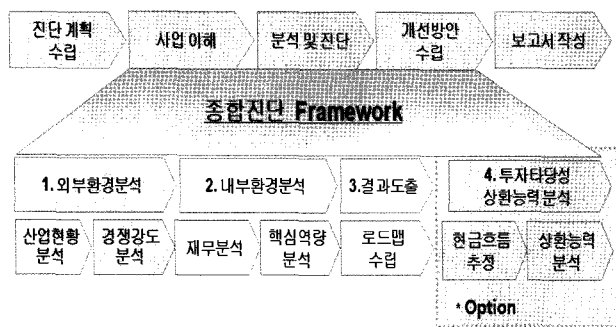 진단 계획
수립
사업 이해
분석 및 진단
개선방안
수립
보고서 작성
종합진단 Framework
1. 외부환경분석
2. 내부환경분석
3.결과도출
4. 투자타당성
상환능력 분석
산업현황
분석
경쟁강도
분석
재무분석
핵심역량
분석
로드맵
수립
현금흐름
추정
상환능력
분석
* Option